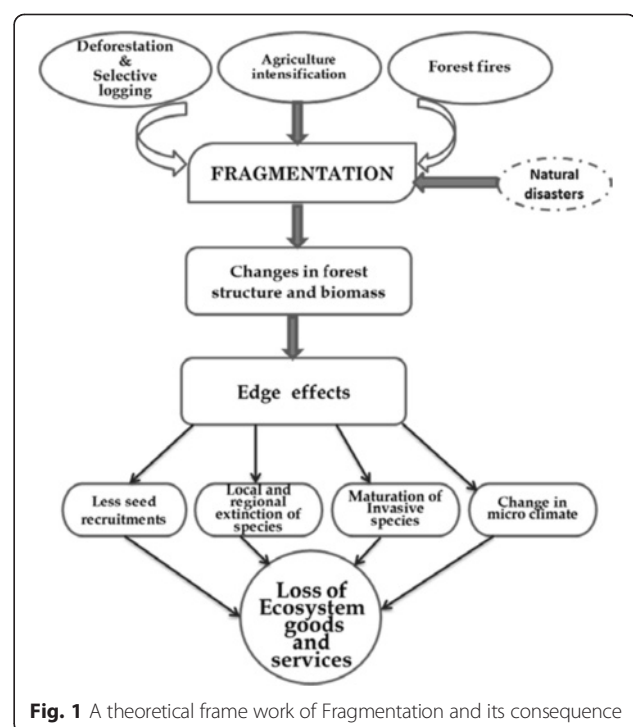 Deforestation
&
Selective
logging
Agriculture
intensification
Forest fires
FRAGMENTATION
Natural
disasters
Changes in forest
structure and biomass
Edge effects
Less seed
recruitments
Local and
regional
extinction of
species
Maturation of
Invasive
species
Change in
micro climate
Loss of
Ecosystem
goods
and
services
Fig. 1 A theoretical frame work of Fragmentation and its consequence